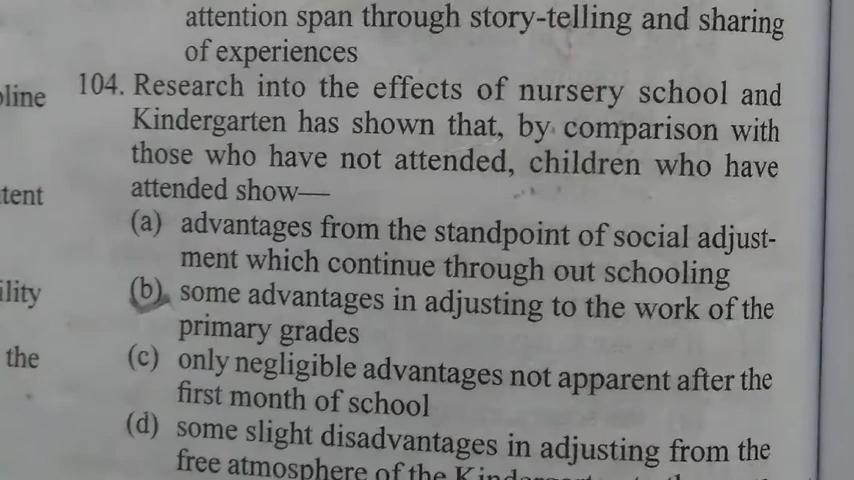 attention span through story-telling and sharing
of experiences
104. Research into the effects of nursery school and
Kindergarten has shown that, by comparison with
those who have not attended, children who have
attended show—
(a) advantages from the standpoint of social adjust-
ment which continue through out schooling
(b) some advantages in adjusting to the work of the
primary grades
(c) only negligible advantages not apparent after the
first month of school
(d) some slight disadvantages in adjusting from the
free atmosphere of the
the